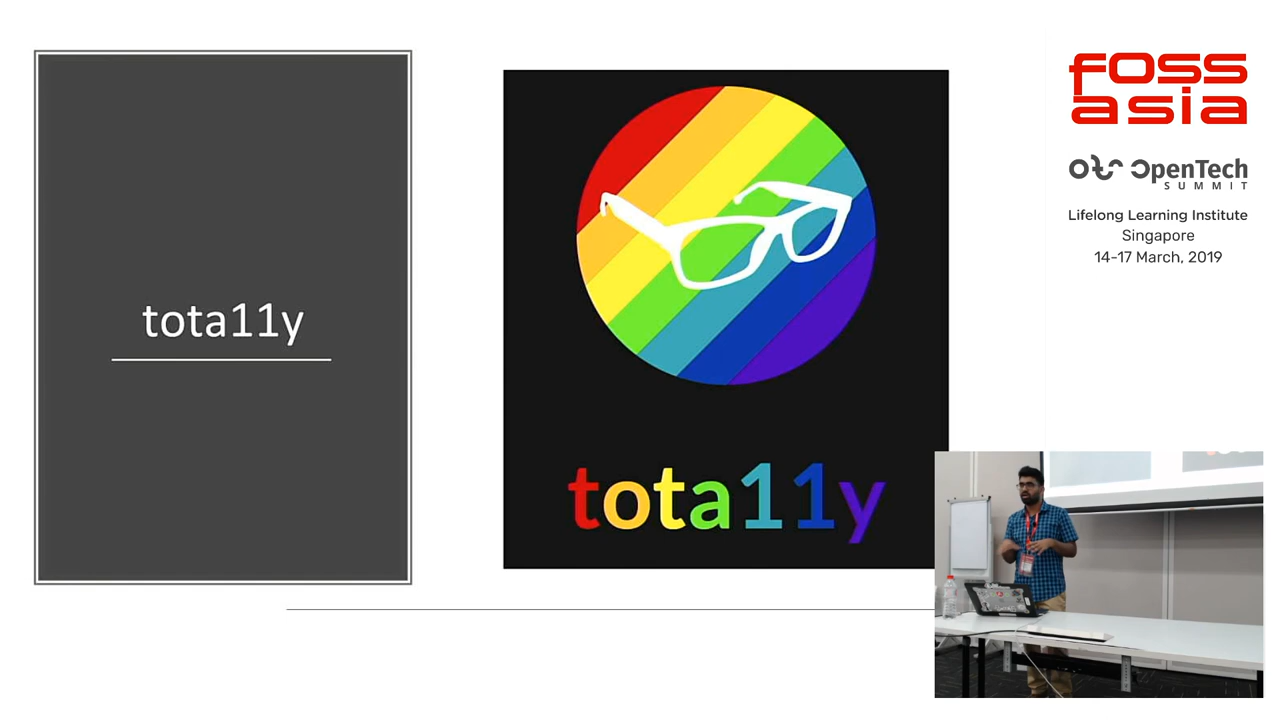 tota11y
tota11y
fOSS
asia
OpenTech
SUMMIT
Lifelong Learning Institute
Singapore
14-17 March, 2019